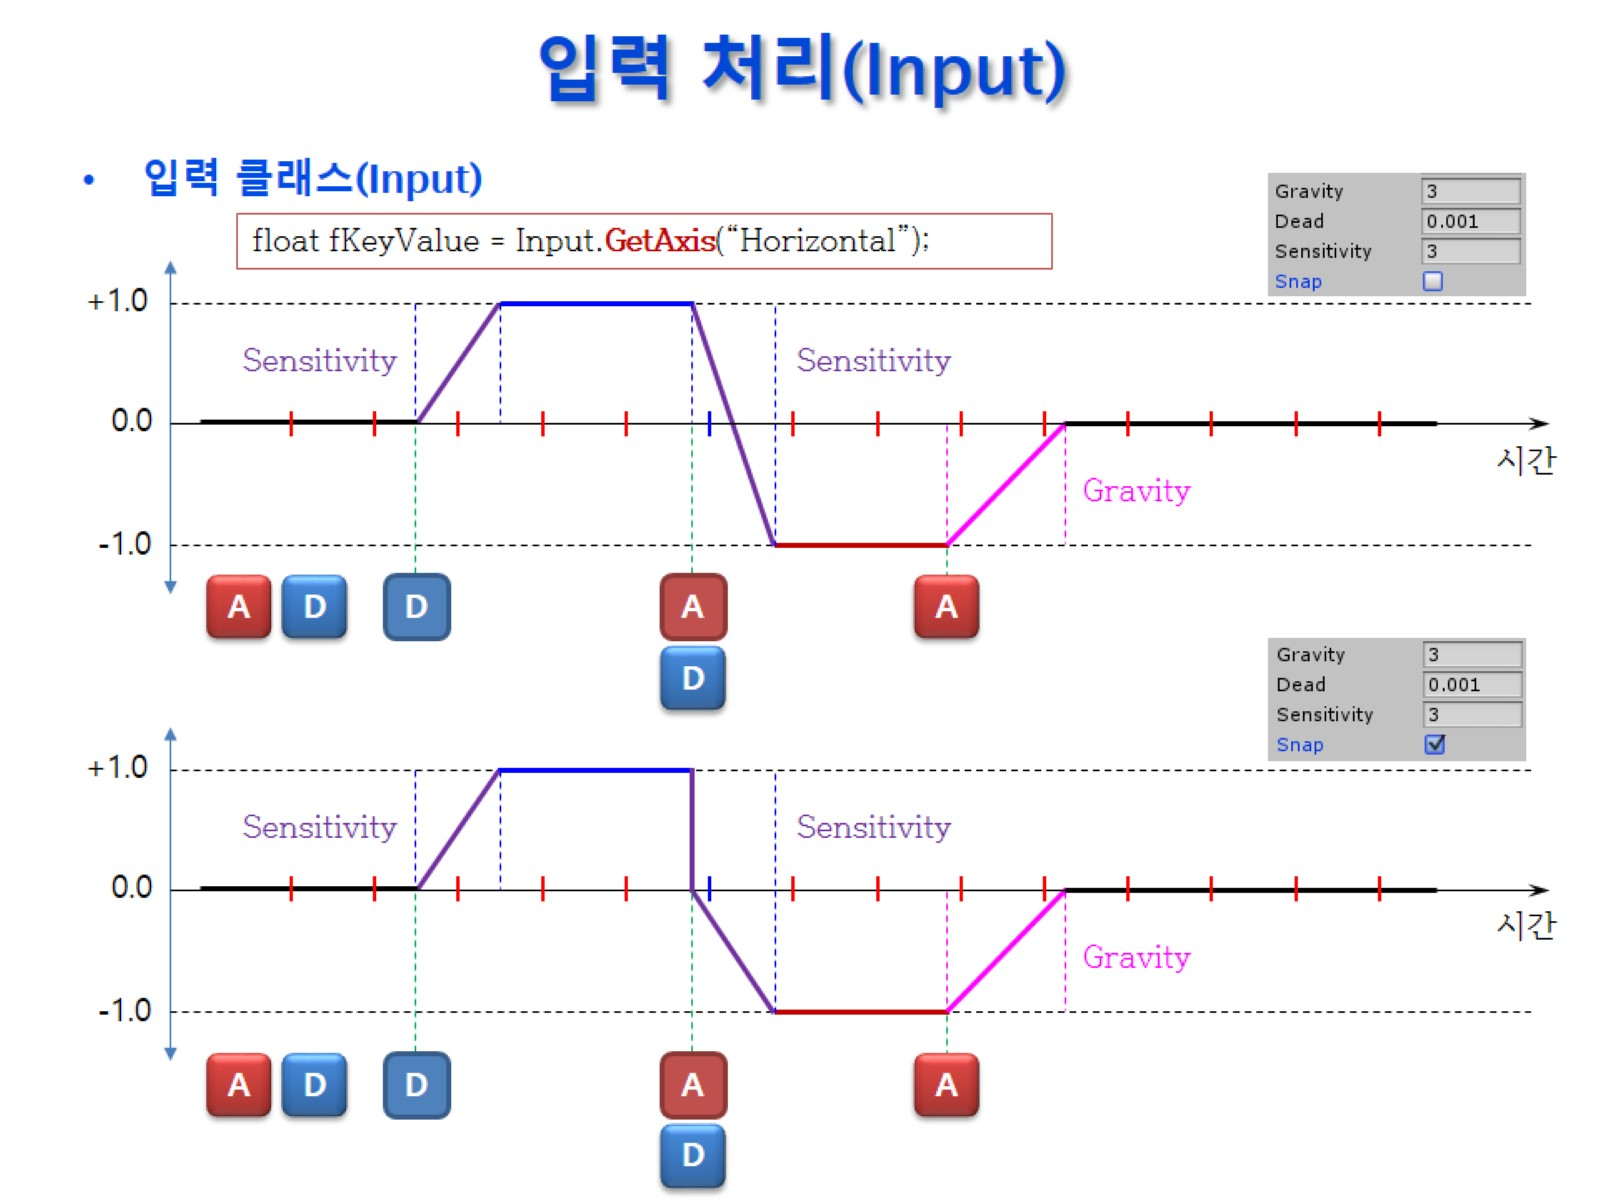 입력 처리(Input)
• 입력 클래스(Input)
float fKeyValue = Input.GetAxis(“Horizontal”);
Gravity 3
Dead 0.001
Sensitivity 3
Snap
+1.0
Sensitivity
Sensitivity
0.0
시간
Gravity
-1.0
A D D A A
D
Gravity 3
Dead 0.001
Sensitivity 3
Snap
+1.0
Sensitivity
Sensitivity
0.0
시간
Gravity
-1.0
A D D A A
D